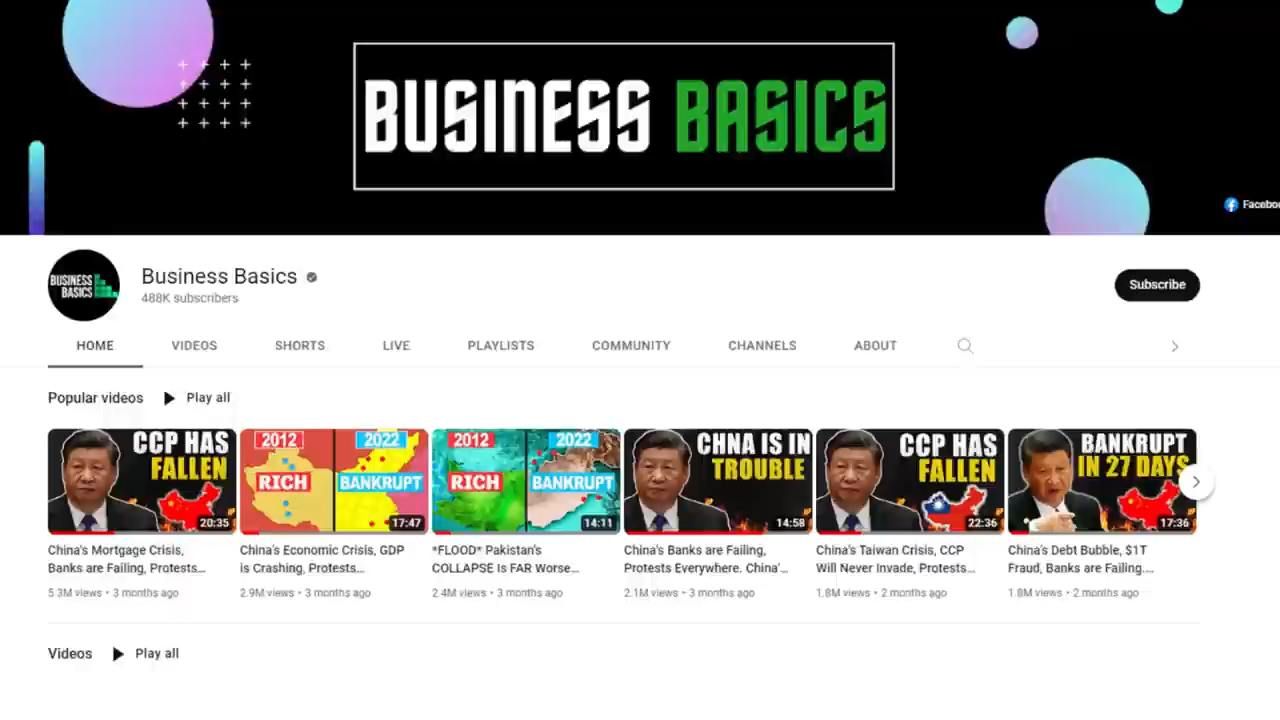 BUSINESS BASICS
Facebo
BUSINESS
BASICS
Business Basics
488K subscribers
Subscribe
HOME VIDEOS SHORTS LIVE PLAYLISTS COMMUNITY CHANNELS ABOUT
Popular videos Play all
CCP HAS
FALLEN
20:35
2012 2022
RICH BANKRUPT
17:47
2012 2022
RICH BANKRUPT
14:11
CHNA IS IN
TROUBLE
14:58
CCP HAS
FALLEN
22:36
BANKRUPT
IN 27 DAYS
17:36
China's Mortgage Crisis,
Banks are Failing, Protests...
5.3M views • 3 months ago
China's Economic Crisis, GDP
is Crashing, Protests...
2.9M views • 3 months ago
*FLOOD* Pakistan's
COLLAPSE Is FAR Worse...
2.4M views • 3 months ago
China's Banks are Failing,
Protests Everywhere. China'...
2.1M views • 3 months ago
China's Taiwan Crisis, CCP
Will Never Invade, Protests...
1.8M views • 2 months ago
China's Debt Bubble, $1T
Fraud, Banks are Failing....
1.8M views • 2 months ago
Videos Play all